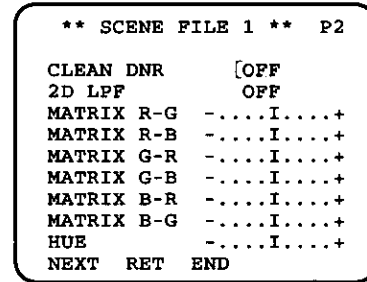 ** SCENE FILE 1 ** P2
CLEAN DNR [OFF
2D LPF OFF
MATRIX R-G -....I....+
MATRIX R-B -....I....+
MATRIX G-R -....I....+
MATRIX G-B -....I....+
MATRIX B-R -....I....+
MATRIX B-G -....I....+
HUE -....I....+
NEXT RET END